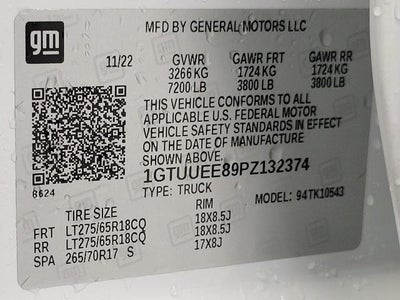 gm
MFD BY GENERAL MOTORS LLC
11/22 GVWR GAWR FRT GAWR RR
3266 KG 1724 KG 1724 KG
7200 LB 3800 LB 3800 LB
THIS VEHICLE CONFORMS TO ALL
APPLICABLE U.S. FEDERAL MOTOR
VEHICLE SAFETY STANDARDS IN EFFECT
ON THE DATE OF MANUFACTURE
SHOWN ABOVE.
8624
1GTUUEE89PZ132374
TYPE: TRUCK MODEL: 94TK10543
TIRE SIZE RIM
FRT LT275/65R18CQ 18X8.5J
RR LT275/65R18CQ 18X8.5J
SPA 265/70R17 S 17X8J